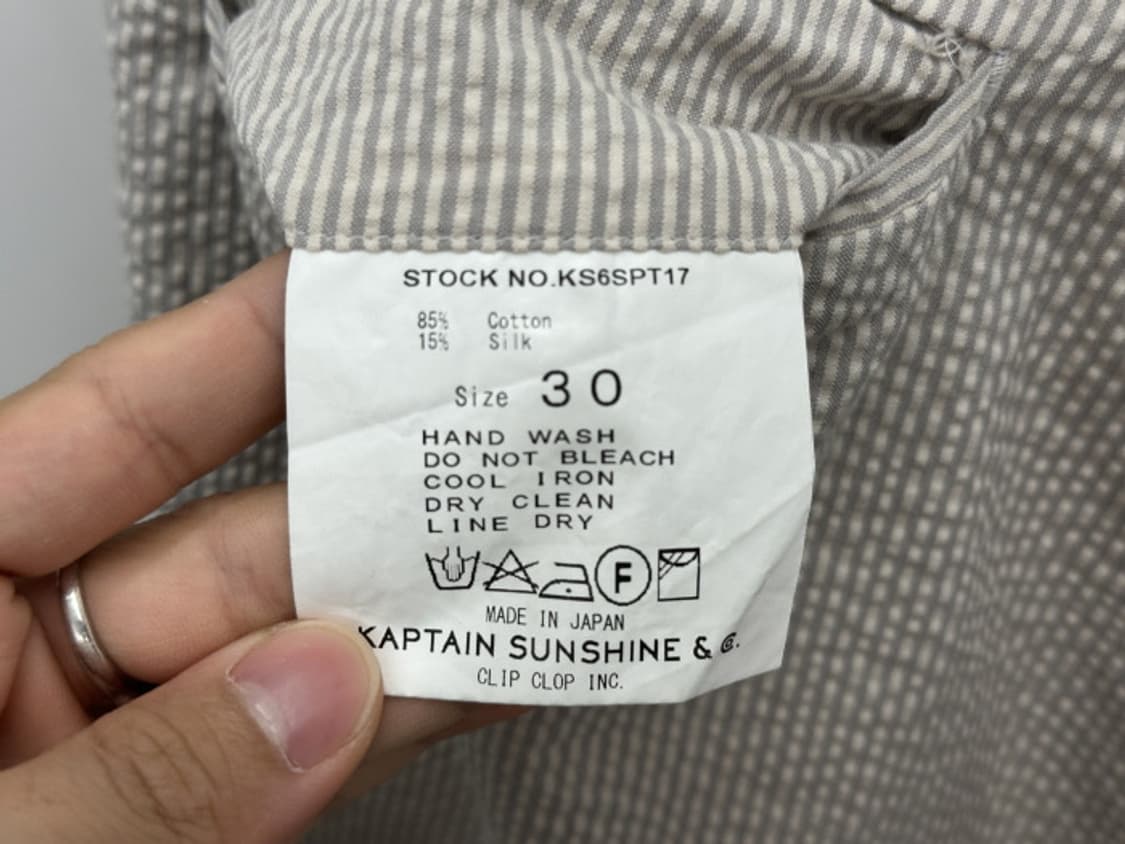 STOCK NO.KS6SPT17
85% Cotton
15% Silk
Size 30
HAND WASH
DO NOT BLEACH
COOL IRON
DRY CLEAN
LINE DRY
F
MADE IN JAPAN
KAPTAIN SUNSHINE & Co.
CLIP CLOP INC.